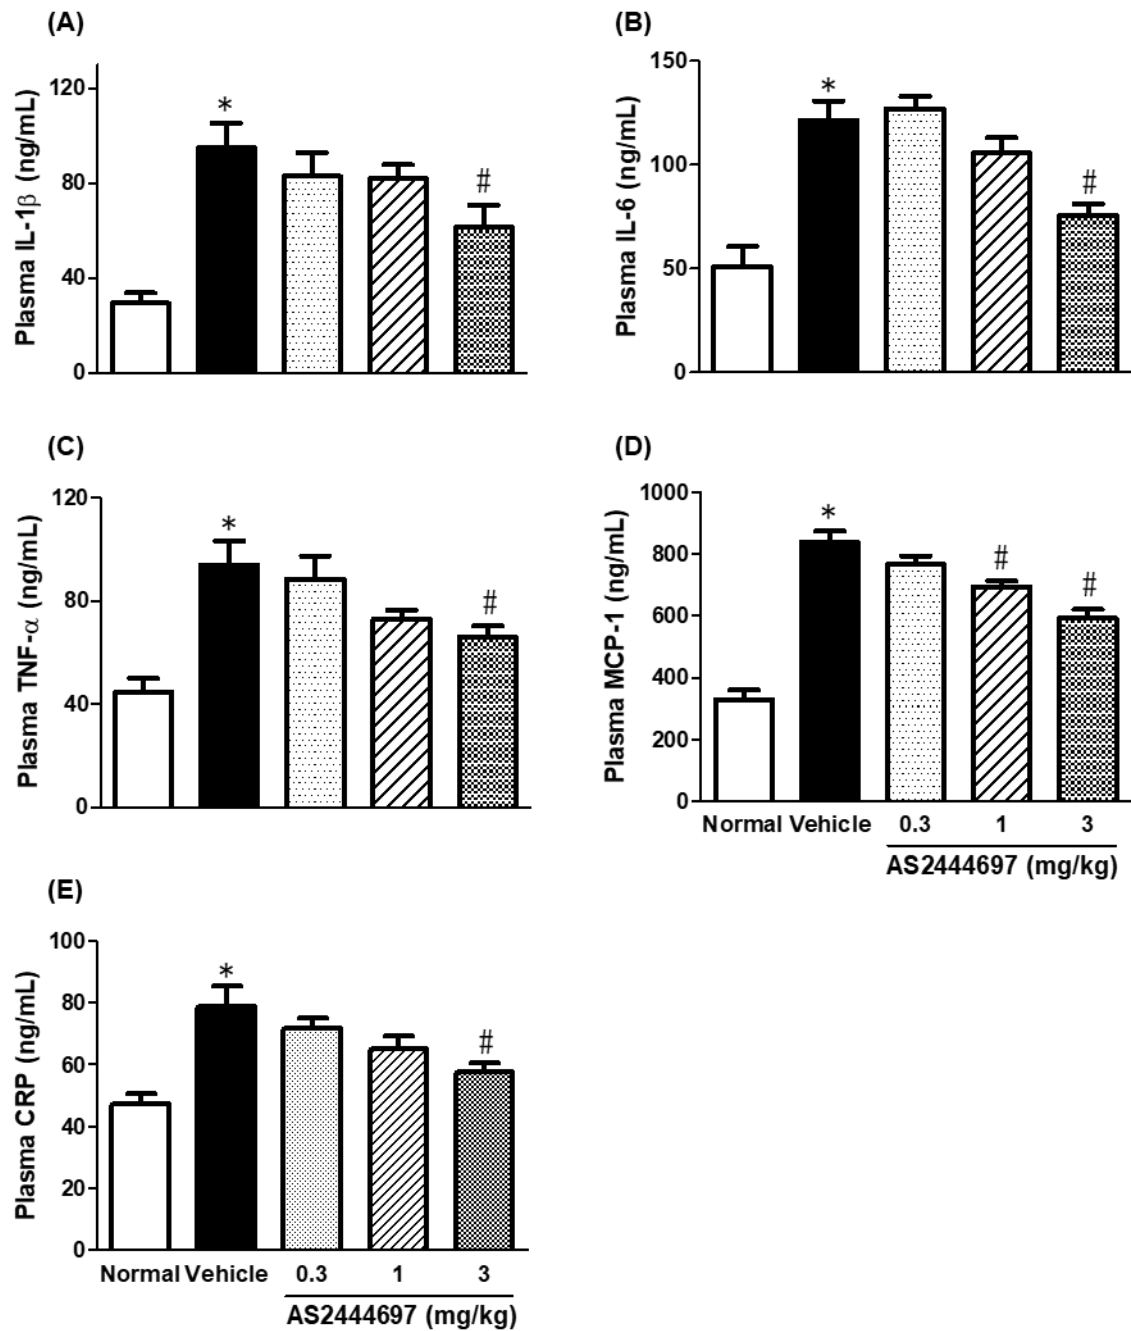 (A)
Plasma IL-1β (ng/mL)
120
80
40
0
*
#
(B)
Plasma IL-6 (ng/mL)
150
100
50
0
*
#
(C)
Plasma TNF-α (ng/mL)
120
80
40
0
*
#
(D)
Plasma MCP-1 (ng/mL)
1000
800
600
400
200
0
*
#
#
Normal Vehicle 0.3 1 3
AS2444697 (mg/kg)
(E)
Plasma CRP (ng/mL)
100
80
60
40
20
0
*
#
Normal Vehicle 0.3 1 3
AS2444697 (mg/kg)